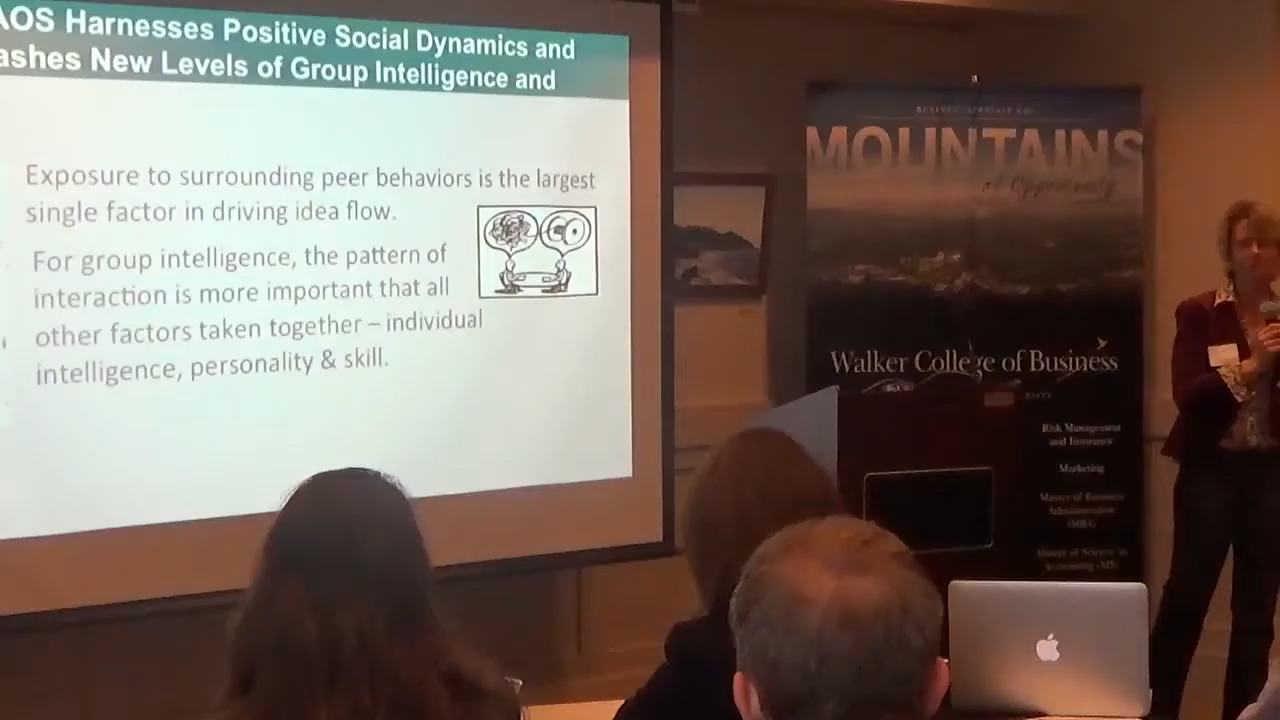 AOS Harnesses Positive Social Dynamics and
ashes New Levels of Group Intelligence and
Exposure to surrounding peer behaviors is the largest
single factor in driving idea flow.
For group intelligence, the pattern of
interaction is more important that all
other factors taken together – individual
intelligence, personality & skill.
MOUNTAINS
of Opportunity
Walker College of Business
Risk Management
and Insurance
Marketing
Master of Business
Administration
(MBA)
Master of Science in
Accounting (MS)